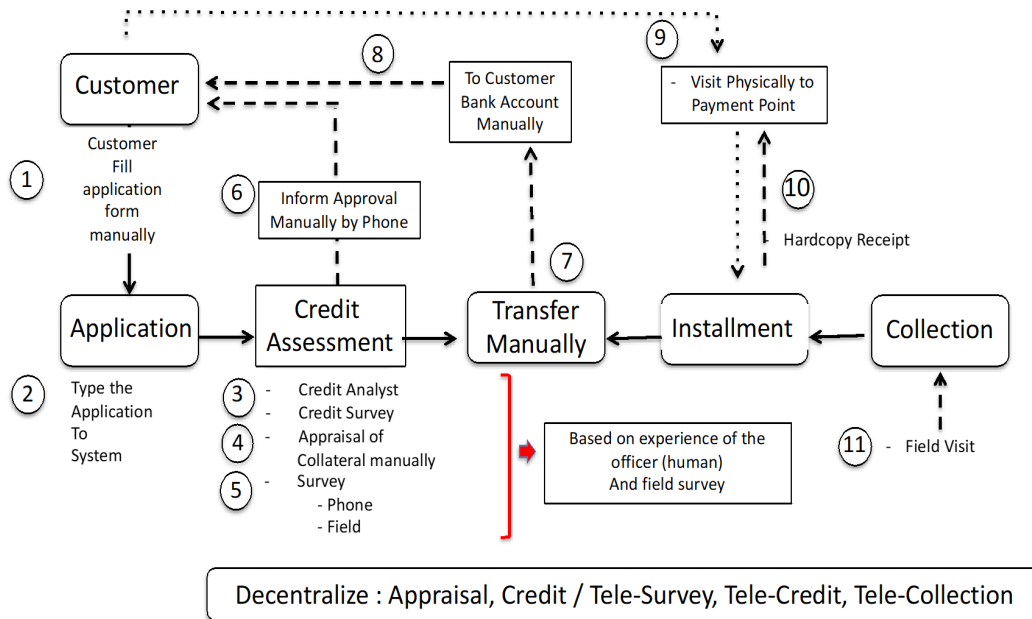 9
8
Customer
To Customer
Bank Account
Manually
- Visit Physically to
Payment Point
1
Customer
Fill
application
form
manually
6
Inform Approval
Manually by Phone
10
- Hardcopy Receipt
7
Application
Credit
Assessment
Transfer
Manually
Installment
Collection
2
Type the
Application
To
System
3
- Credit Analyst
- Credit Survey
4
- Appraisal of
Collateral manually
5
- Survey
- Phone
- Field
Based on experience of the
officer (human)
And field survey
11
- Field Visit
Decentralize : Appraisal, Credit / Tele-Survey, Tele-Credit, Tele-Collection